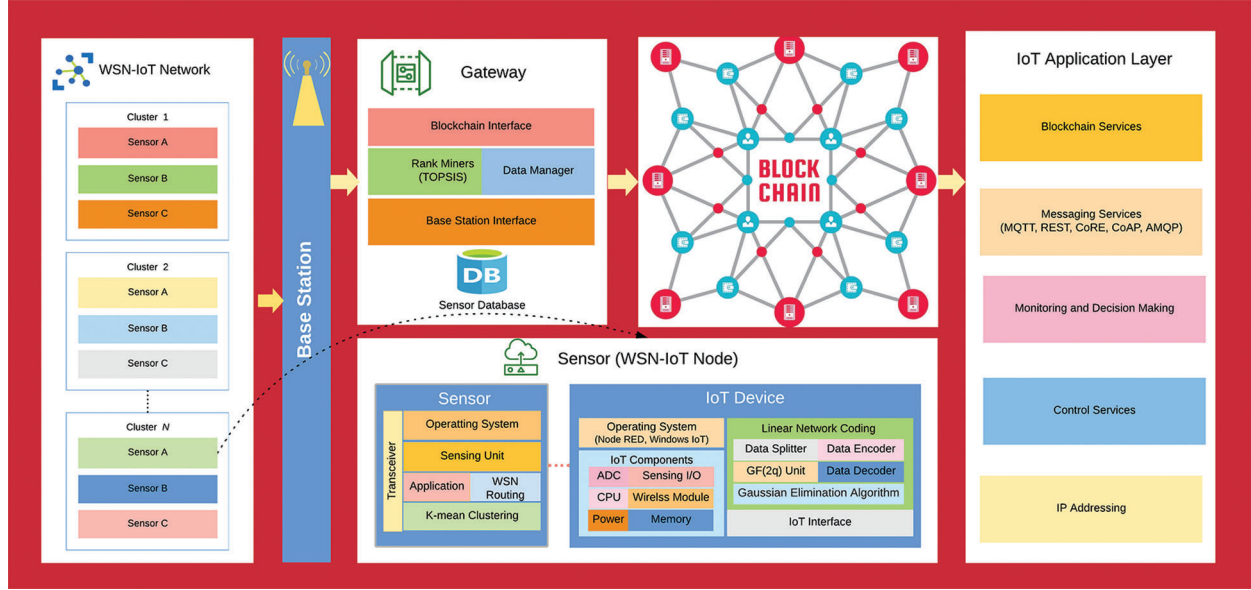 WSN-IoT Network
Cluster 1
Sensor A
Sensor B
Sensor C
Cluster 2
Sensor A
Sensor B
Sensor C
Cluster N
Sensor A
Sensor B
Sensor C
Base Station
Gateway
Blockchain Interface
Rank Miners
(TOPSIS)
Data Manager
Base Station Interface
DB
Sensor Database
BLOCK
CHAIN
Sensor (WSN-IoT Node)
Sensor
Transceiver
Operatting System
Sensing Unit
Application
WSN
Routing
K-mean Clustering
IoT Device
Operating System
(Node RED, Windows IoT)
IoT Components
ADC
Sensing I/O
CPU
Wirelss Module
Power
Memory
Linear Network Coding
Data Splitter
Data Encoder
GF(2q) Unit
Data Decoder
Gaussian Elimination Algorithm
IoT Interface
IoT Application Layer
Blockchain Services
Messaging Services
(MQTT, REST, CoRE, CoAP, AMQP)
Monitoring and Decision Making
Control Services
IP Addressing